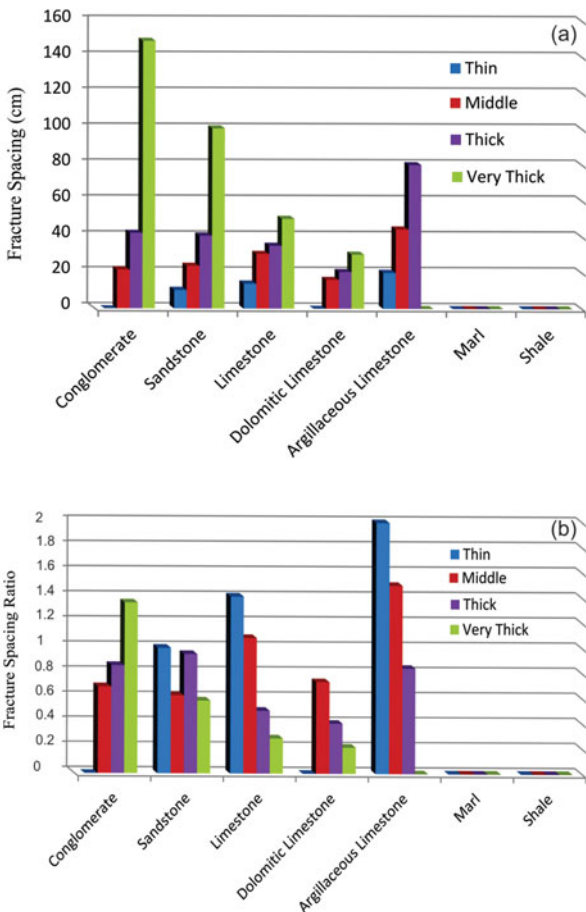 (a)
Fracture Spacing (cm)
160
140
120
100
80
60
40
20
0
Thin
Middle
Thick
Very Thick
Conglomerate
Sandstone
Limestone
Dolomitic Limestone
Argillaceous Limestone
Marl
Shale
(b)
Fracture Spacing Ratio
2
1.8
1.6
1.4
1.2
1
0.8
0.6
0.4
0.2
0
Thin
Middle
Thick
Very Thick
Conglomerate
Sandstone
Limestone
Dolomitic Limestone
Argillaceous Limestone
Marl
Shale